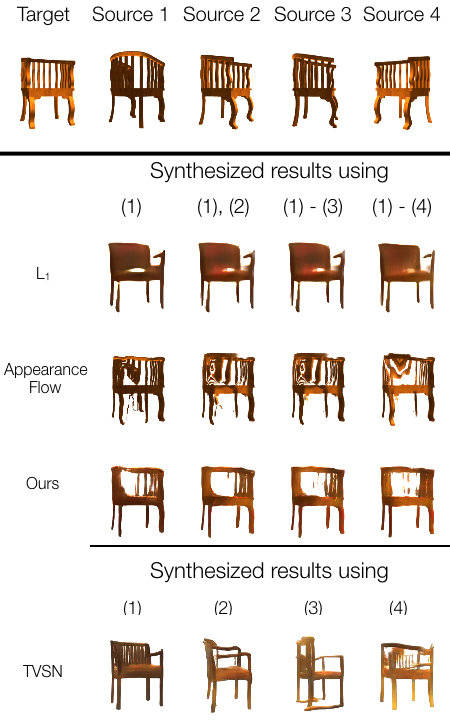 Target Source 1 Source 2 Source 3 Source 4
Synthesized results using
(1) (1), (2) (1) - (3) (1) - (4)
L1
Appearance
Flow
Ours
Synthesized results using
(1) (2) (3) (4)
TVSN